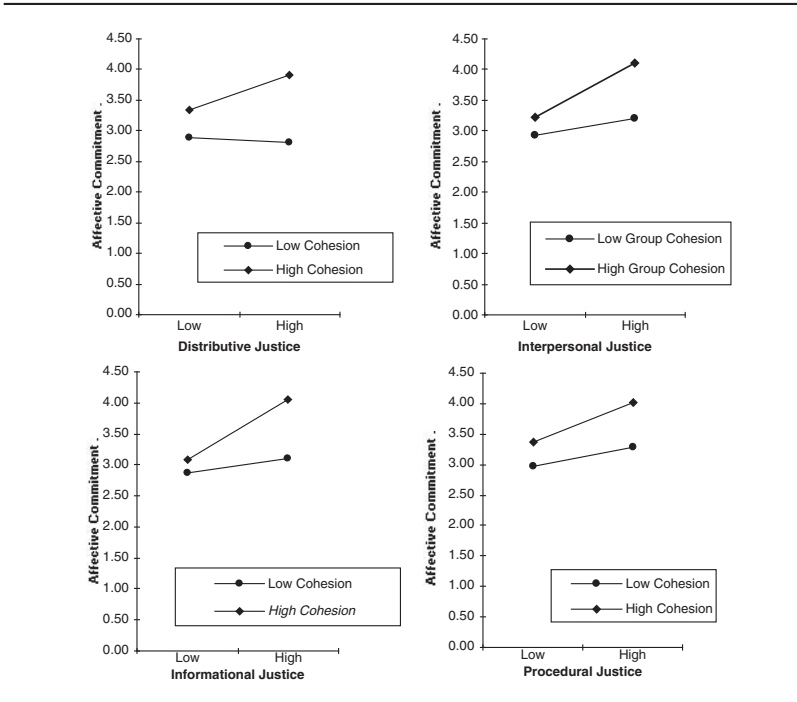 4.50
4.00
3.50
3.00
2.50
2.00
1.50
1.00
0.50
0.00
Affective Commitment .
Low Cohesion
High Cohesion
Low High
Distributive Justice
4.50
4.00
3.50
3.00
2.50
2.00
1.50
1.00
0.50
0.00
Affective Commitment .
Low Group Cohesion
High Group Cohesion
Low High
Interpersonal Justice
4.50
4.00
3.50
3.00
2.50
2.00
1.50
1.00
0.50
0.00
Affective Commitment .
Low Cohesion
High Cohesion
Low High
Informational Justice
4.50
4.00
3.50
3.00
2.50
2.00
1.50
1.00
0.50
0.00
Affective Commitment .
Low Cohesion
High Cohesion
Low High
Procedural Justice